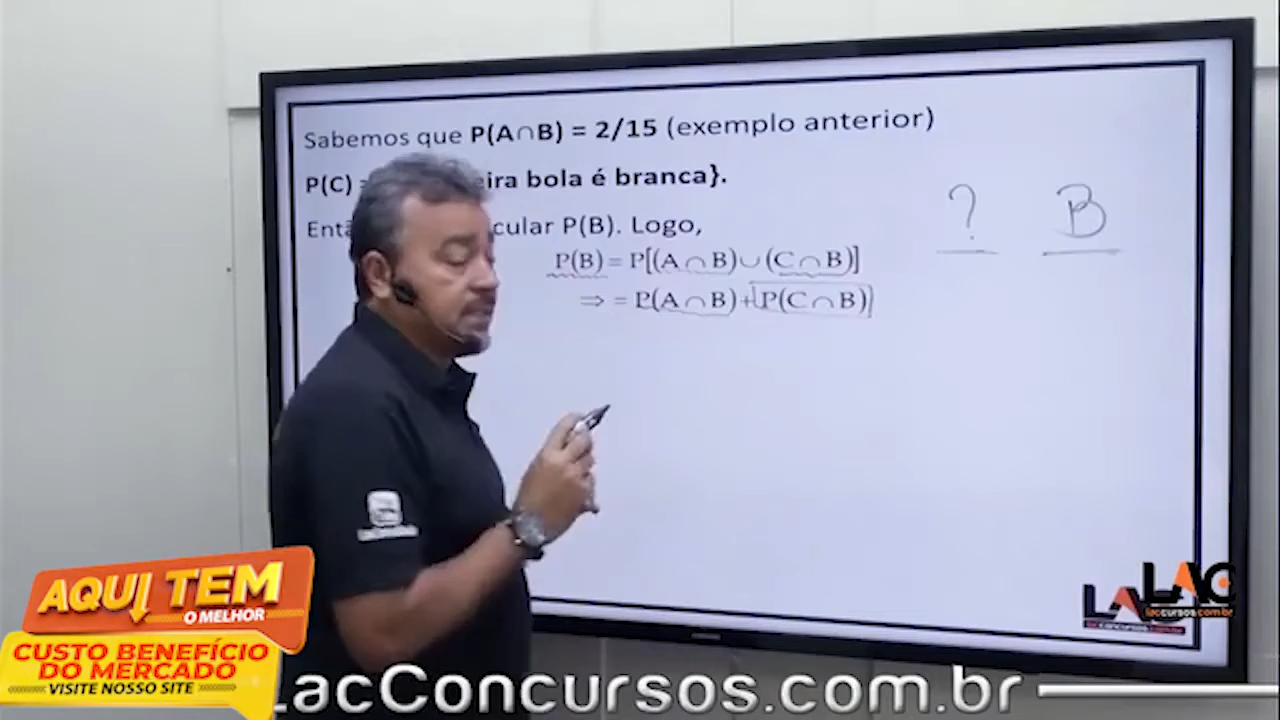 Sabemos que P(A∩B) = 2/15 (exemplo anterior)
P(C) eira bola é branca}.
cular P(B). Logo,
P(B) = P[(A∩B)∪(C∩B)]
⇒ = P(A∩B)+P(C∩B)
? B
AQUI TEM
O MELHOR
CUSTO BENEFÍCIO
DO MERCADO
VISITE NOSSO SITE
LAC
laccursos.com.br
LacConcursos.com.br